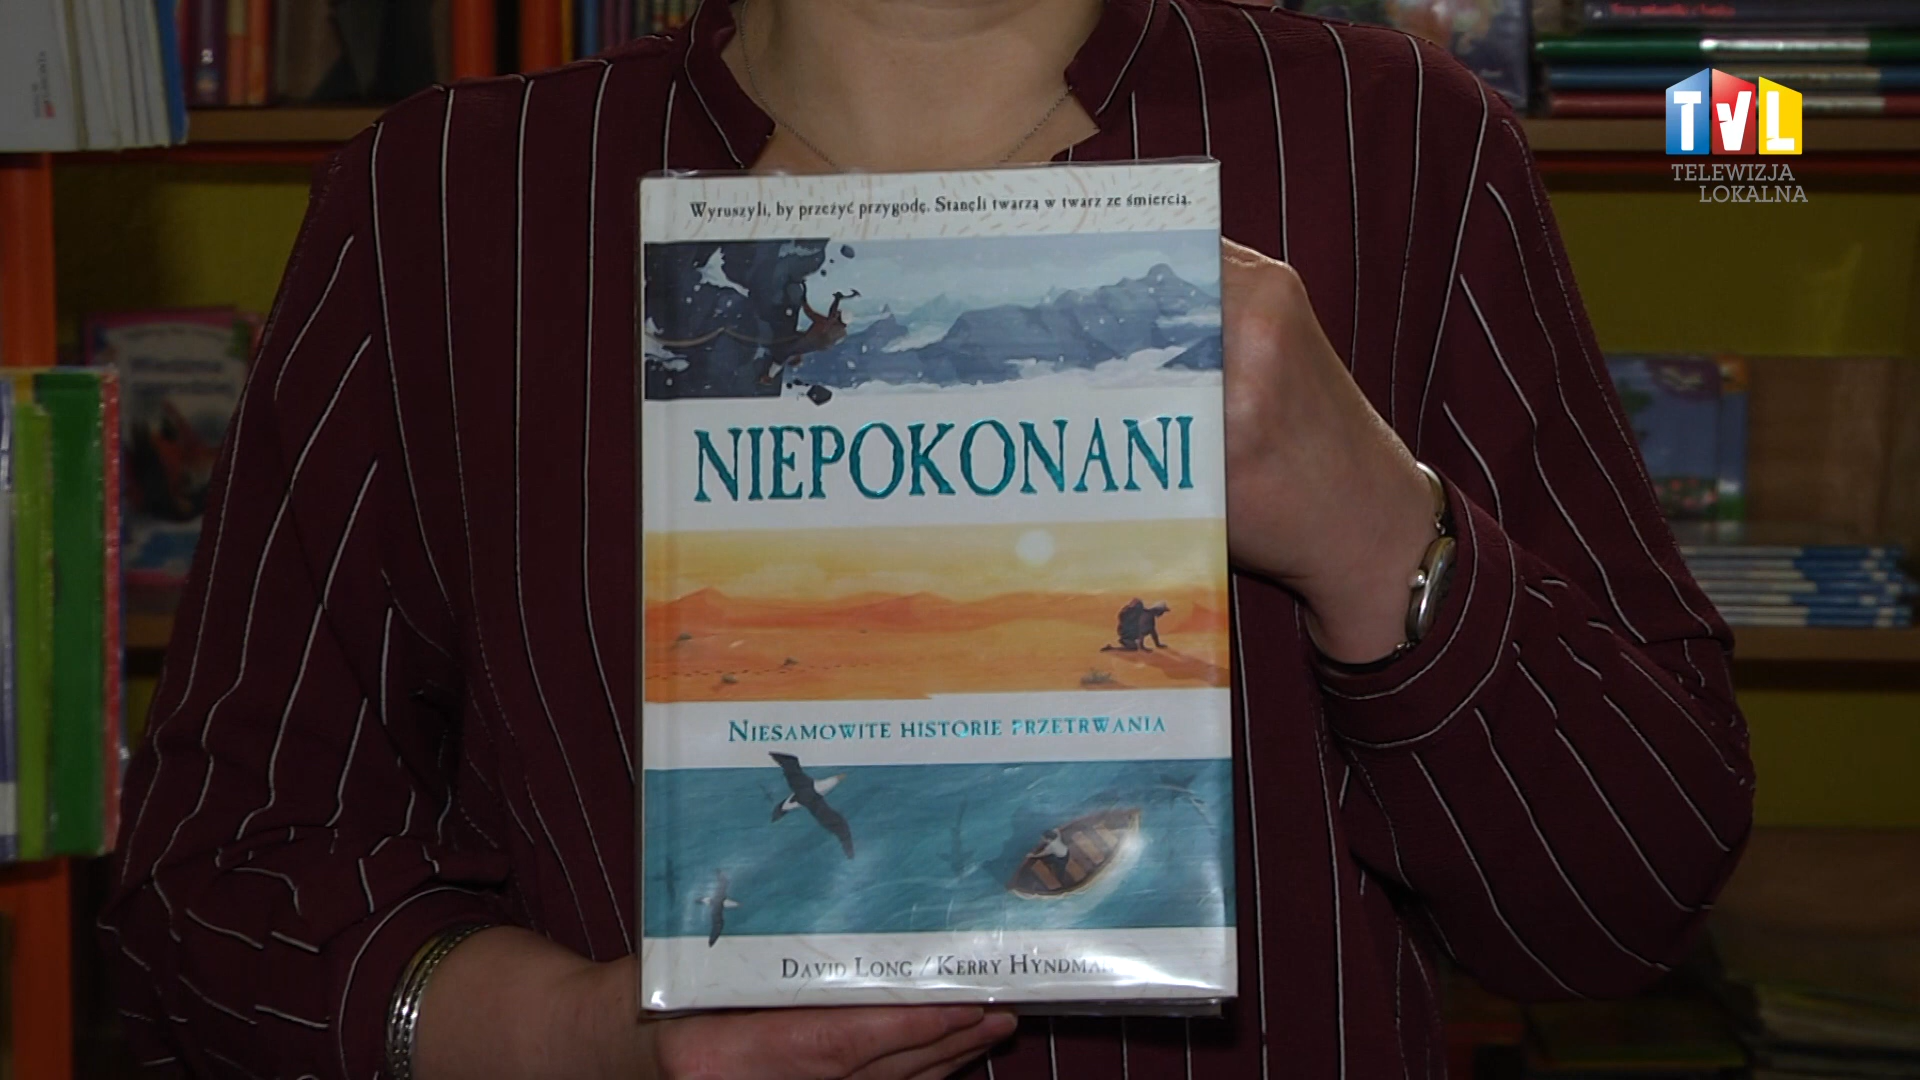 Wyruszyli, by przeżyć przygodę. Stanęli twarzą w twarz ze śmiercią.
NIEPOKONANI
NIESAMOWITE HISTORIE PRZETRWANIA
DAVID LONG / KERRY HYNDMAN
TVL
TELEWIZJA
LOKALNA